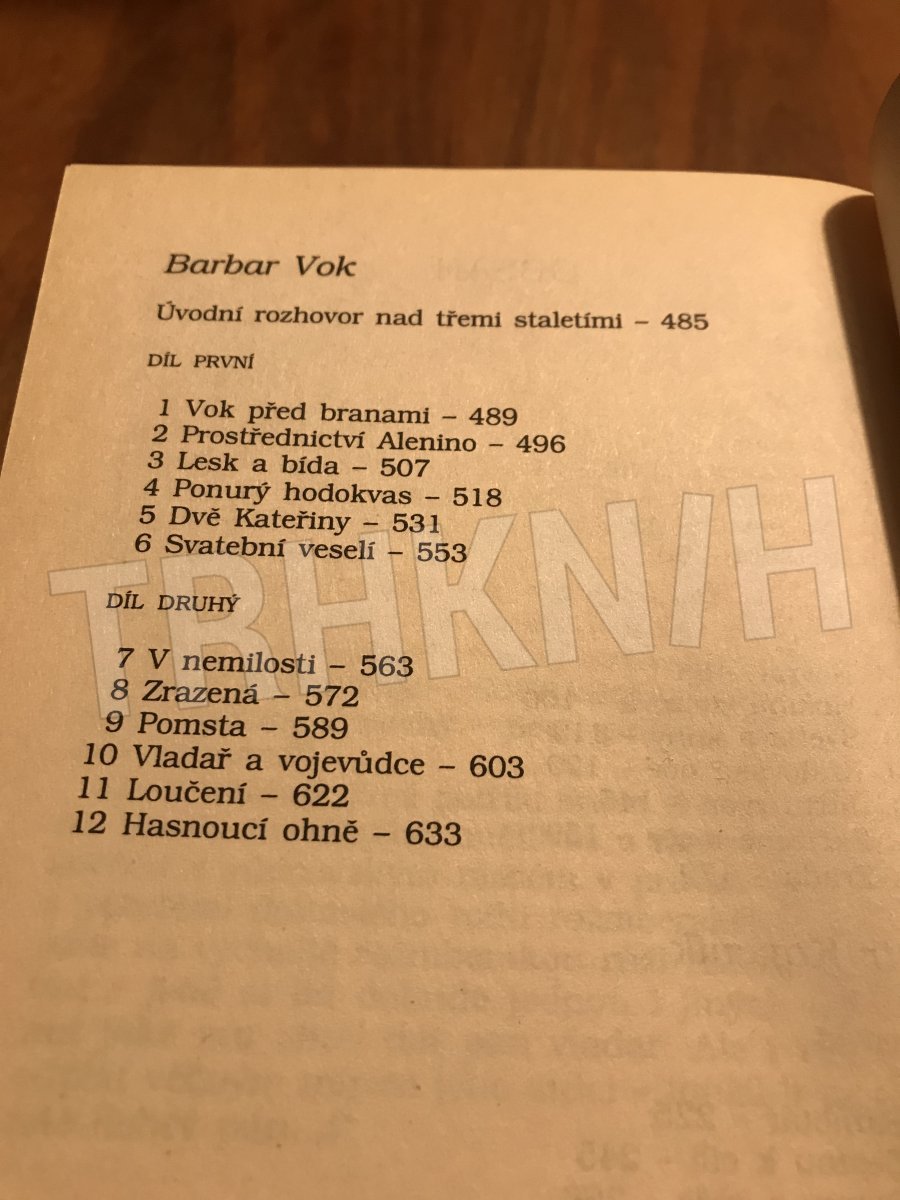 Barbar Vok
Úvodní rozhovor nad třemi staletími – 485
DÍL PRVNÍ
1 Vok před branami – 489
2 Prostřednictví Alenino – 496
3 Lesk a bída – 507
4 Ponurý hodokvas – 518
5 Dvě Kateřiny – 531
6 Svatební veselí – 553
TRHKNIH
DÍL DRUHÝ
7 V nemilosti – 563
8 Zrazená – 572
9 Pomsta – 589
10 Vladař a vojevůdce – 603
11 Loučení – 622
12 Hasnoucí ohně – 633